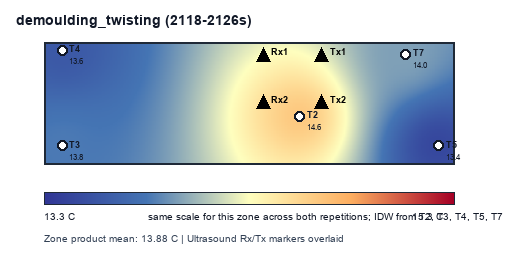 demoulding_twisting (2118-2126s)
T4
13.6
Rx1
Tx1
T7
14.0
Rx2
Tx2
T2
14.6
T3
13.8
T5
13.4
13.3 C
same scale for this zone across both repetitions; IDW from T2, T3, T4, T5, T7
Zone product mean: 13.88 C | Ultrasound Rx/Tx markers overlaid